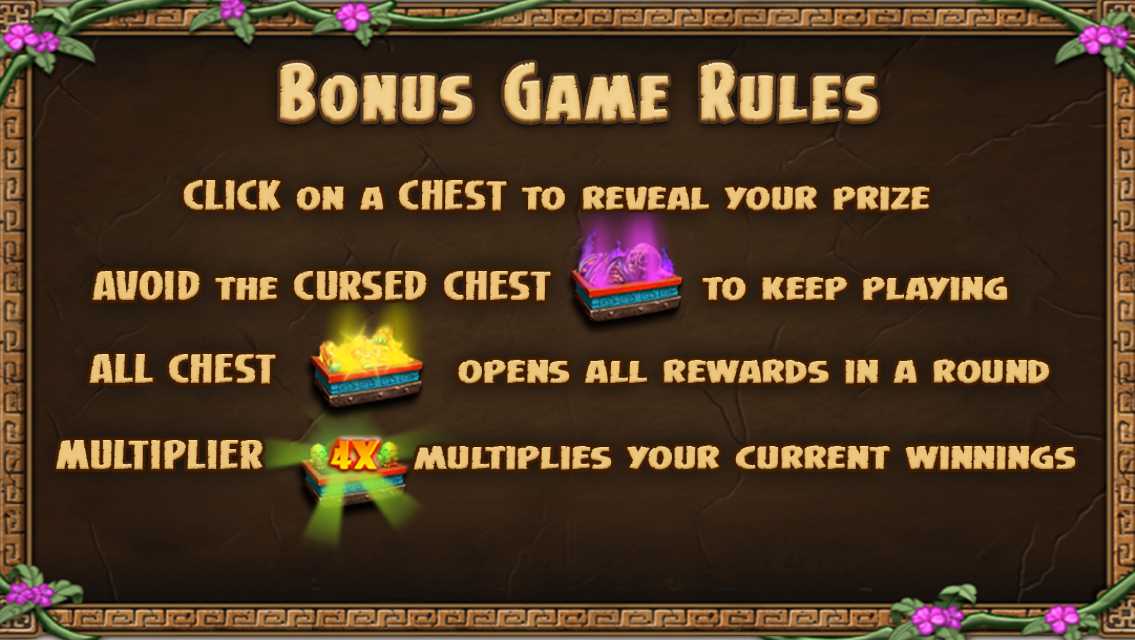 BONUS GAME RULES
CLICK ON A CHEST TO REVEAL YOUR PRIZE
AVOID THE CURSED CHEST TO KEEP PLAYING
ALL CHEST OPENS ALL REWARDS IN A ROUND
MULTIPLIER 4X MULTIPLIES YOUR CURRENT WINNINGS